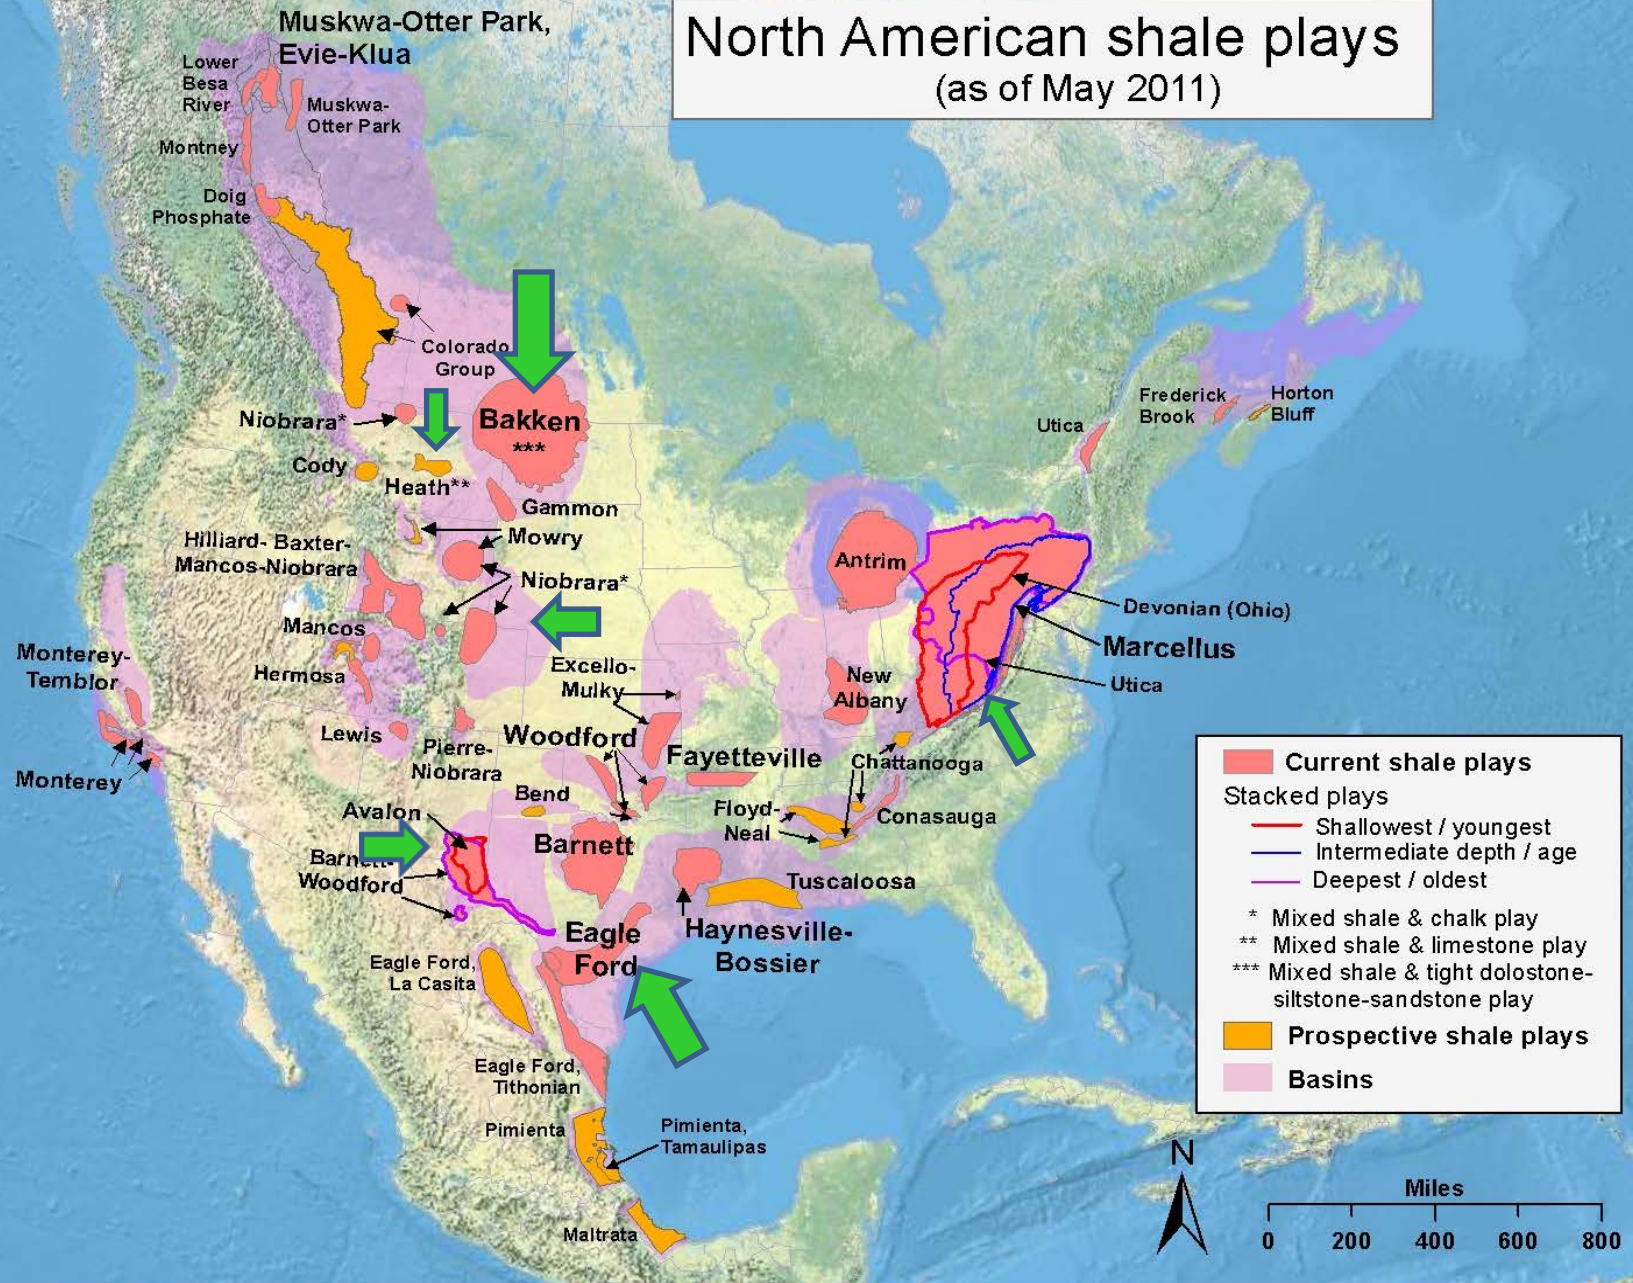 North American shale plays
(as of May 2011)
Muskwa-Otter Park,
Evie-Klua
Lower
Besa
River
Muskwa-
Otter Park
Montney
Doig
Phosphate
Colorado
Group
Niobrara*
Bakken
***
Cody
Heath**
Gammon
Mowry
Hilliard- Baxter-
Mancos-Niobrara
Niobrara*
Mancos
Hermosa
Monterey-
Temblor
Monterey
Lewis
Pierre-
Niobrara
Excello-
Mulky
Woodford
Fayetteville
Bend
Avalon
Barnett-
Woodford
Barnett
Floyd-
Neal
Chattanooga
Conasauga
New
Albany
Antrim
Devonian (Ohio)
Marcellus
Utica
Utica
Frederick
Brook
Horton
Bluff
Tuscaloosa
Haynesville-
Bossier
Eagle
Ford
Eagle Ford,
La Casita
Eagle Ford,
Tithonian
Pimienta
Pimienta,
Tamaulipas
Maltrata
Current shale plays
Stacked plays
Shallowest / youngest
Intermediate depth / age
Deepest / oldest
* Mixed shale & chalk play
** Mixed shale & limestone play
*** Mixed shale & tight dolostone-
siltstone-sandstone play
Prospective shale plays
Basins
N
Miles
0 200 400 600 800